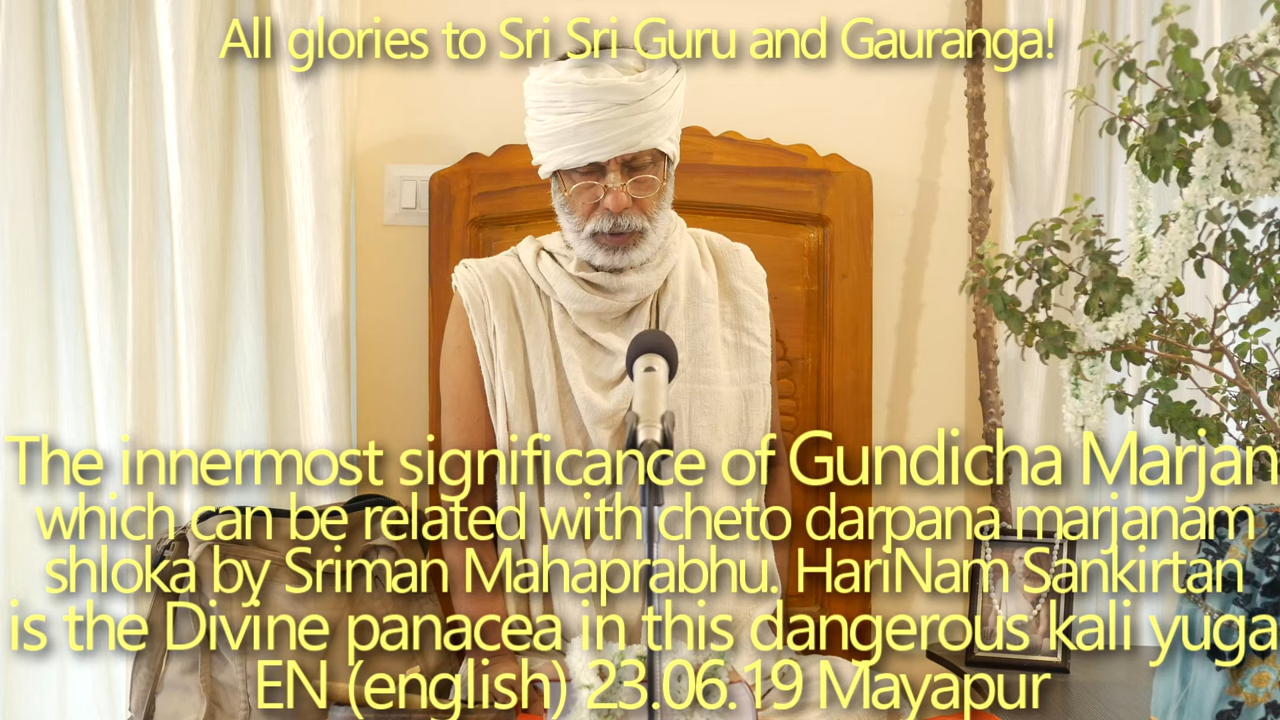 All glories to Sri Sri Guru and Gauranga!
The innermost significance of Gundicha Marjan
which can be related with cheto darpana marjanam
shloka by Sriman Mahaprabhu. HariNam Sankirtan
is the Divine panacea in this dangerous kali yuga
EN (english) 23.06.19 Mayapur